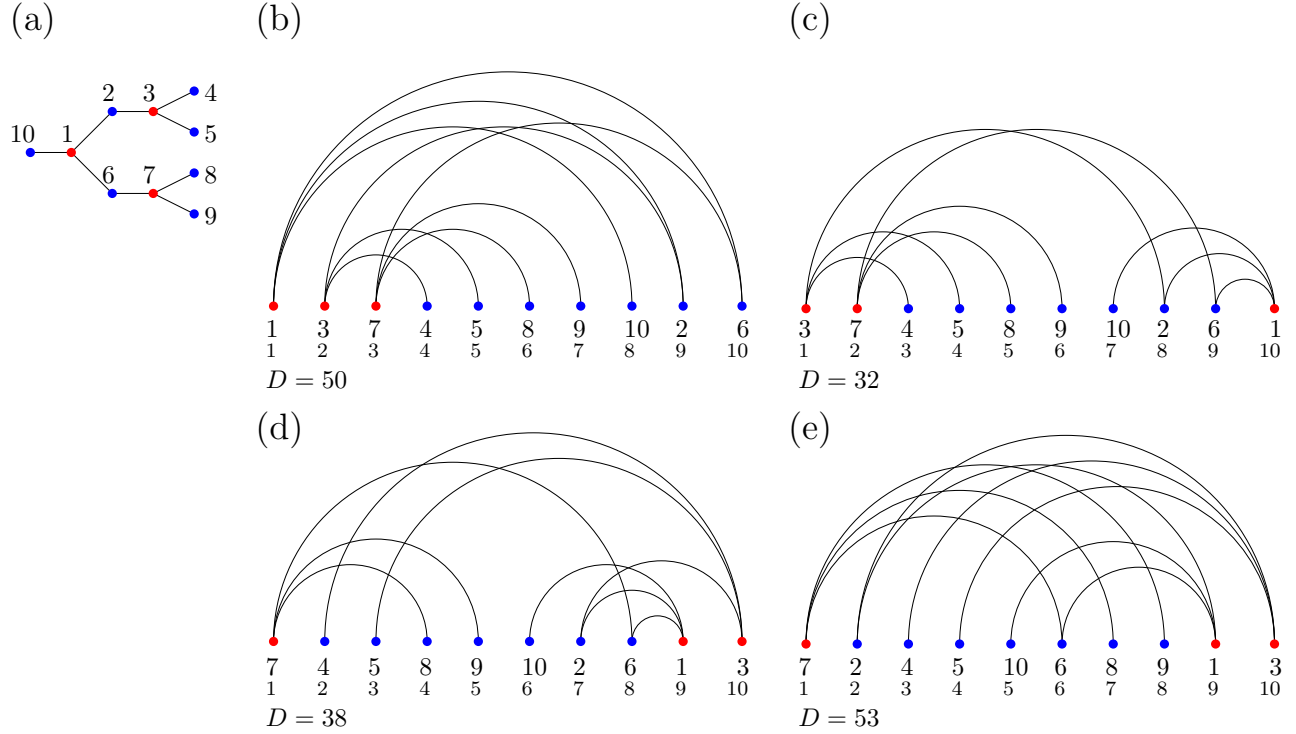 (a)
10 1 2 3 4
5
6 7 8
9
(b)
1 3 7 4 5 8 9 10 2 6
1 2 3 4 5 6 7 8 9 10
D = 50
(c)
3 7 4 5 8 9 10 2 6 1
1 2 3 4 5 6 7 8 9 10
D = 32
(d)
7 4 5 8 9 10 2 6 1 3
1 2 3 4 5 6 7 8 9 10
D = 38
(e)
7 2 4 5 10 6 8 9 1 3
1 2 3 4 5 6 7 8 9 10
D = 53